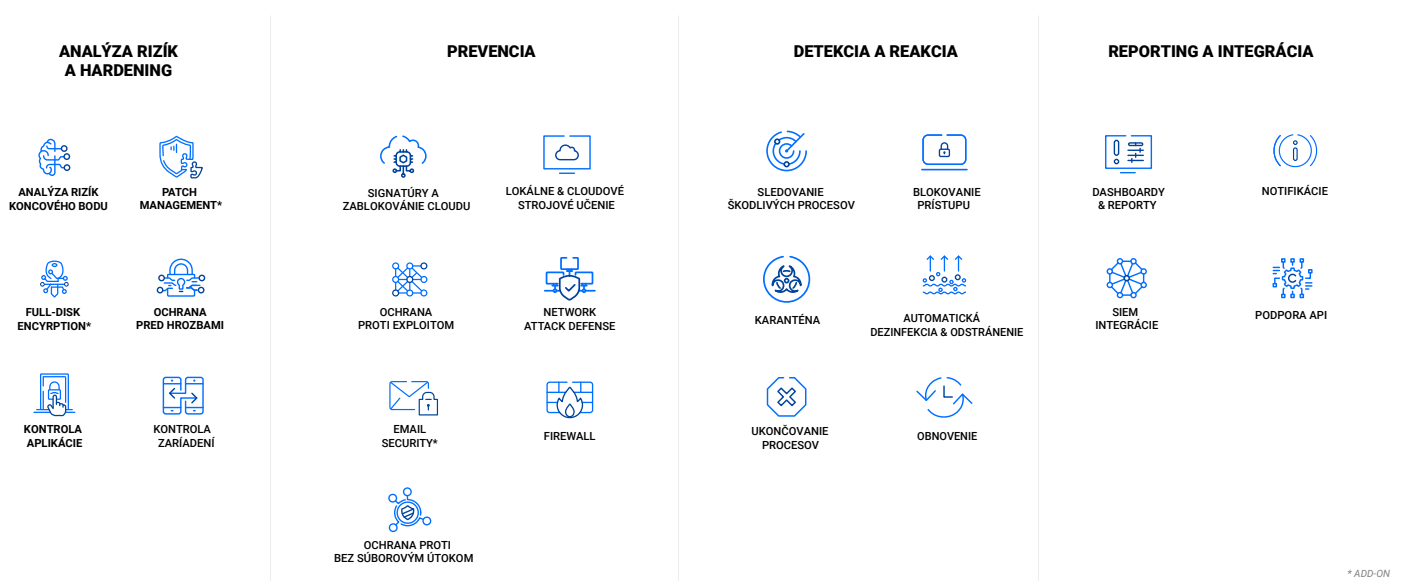 ANALÝZA RIZÍK
A HARDENING
ANALÝZA RIZÍK
KONCOVÉHO BODU
PATCH
MANAGEMENT*
FULL-DISK
ENCYRPTION*
OCHRANA
PRED HROZBAMI
KONTROLA
APLIKÁCIE
KONTROLA
ZARÍADENÍ
PREVENCIA
SIGNATÚRY A
ZABLOKOVÁNIE CLOUDU
LOKÁLNE & CLOUDOVÉ
STROJOVÉ UČENIE
OCHRANA
PROTI EXPLOITOM
NETWORK
ATTACK DEFENSE
EMAIL
SECURITY*
FIREWALL
OCHRANA PROTI
BEZ SÚBOROVÝM ÚTOKOM
DETEKCIA A REAKCIA
SLEDOVANIE
ŠKODLIVÝCH PROCESOV
BLOKOVANIE
PRÍSTUPU
KARANTÉNA
AUTOMATICKÁ
DEZINFEKCIA & ODSTRÁNENIE
UKONČOVANIE
PROCESOV
OBNOVENIE
REPORTING A INTEGRÁCIA
DASHBOARDY
& REPORTY
NOTIFIKÁCIE
SIEM
INTEGRÁCIE
PODPORA API
* ADD-ON